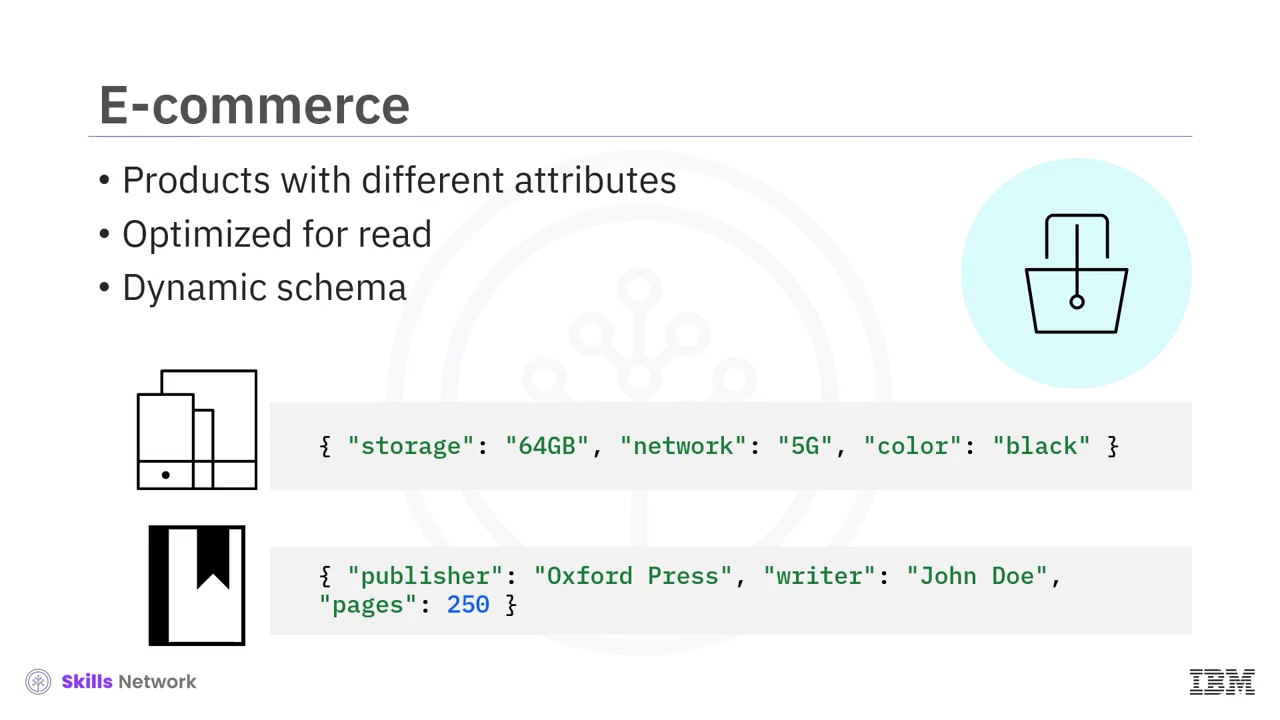 E-commerce
• Products with different attributes
• Optimized for read
• Dynamic schema
{ "storage": "64GB", "network": "5G", "color": "black" }
{ "publisher": "Oxford Press", "writer": "John Doe",
"pages": 250 }
Skills Network
IBM